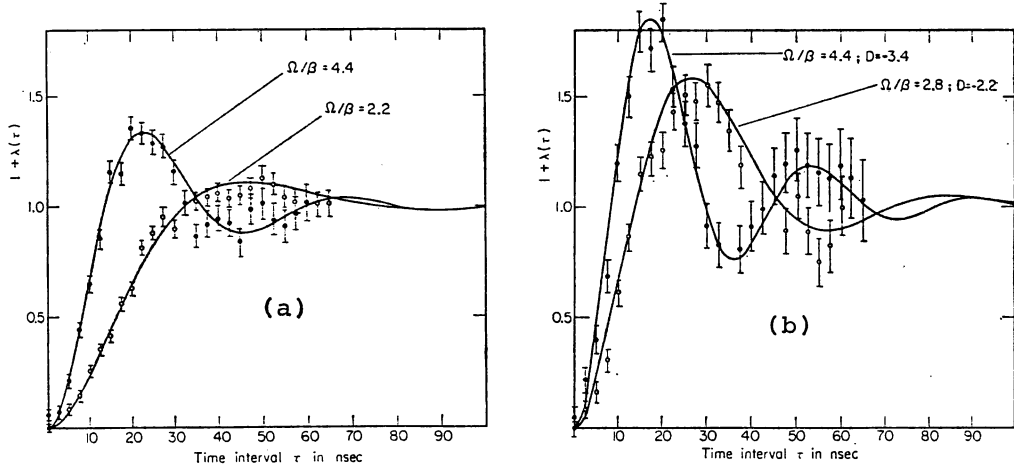 1 + λ(τ)
1.5
1.0
0.5
Ω/β = 4.4
Ω/β = 2.2
(a)
10 20 30 40 50 60 70 80 90
Time interval τ in nsec
1 + λ(τ)
1.5
1.0
0.5
Ω/β = 4.4 ; D=-3.4
Ω/β = 2.8 ; D=-2.2
(b)
10 20 30 40 50 60 70 80 90
Time interval τ in nsec